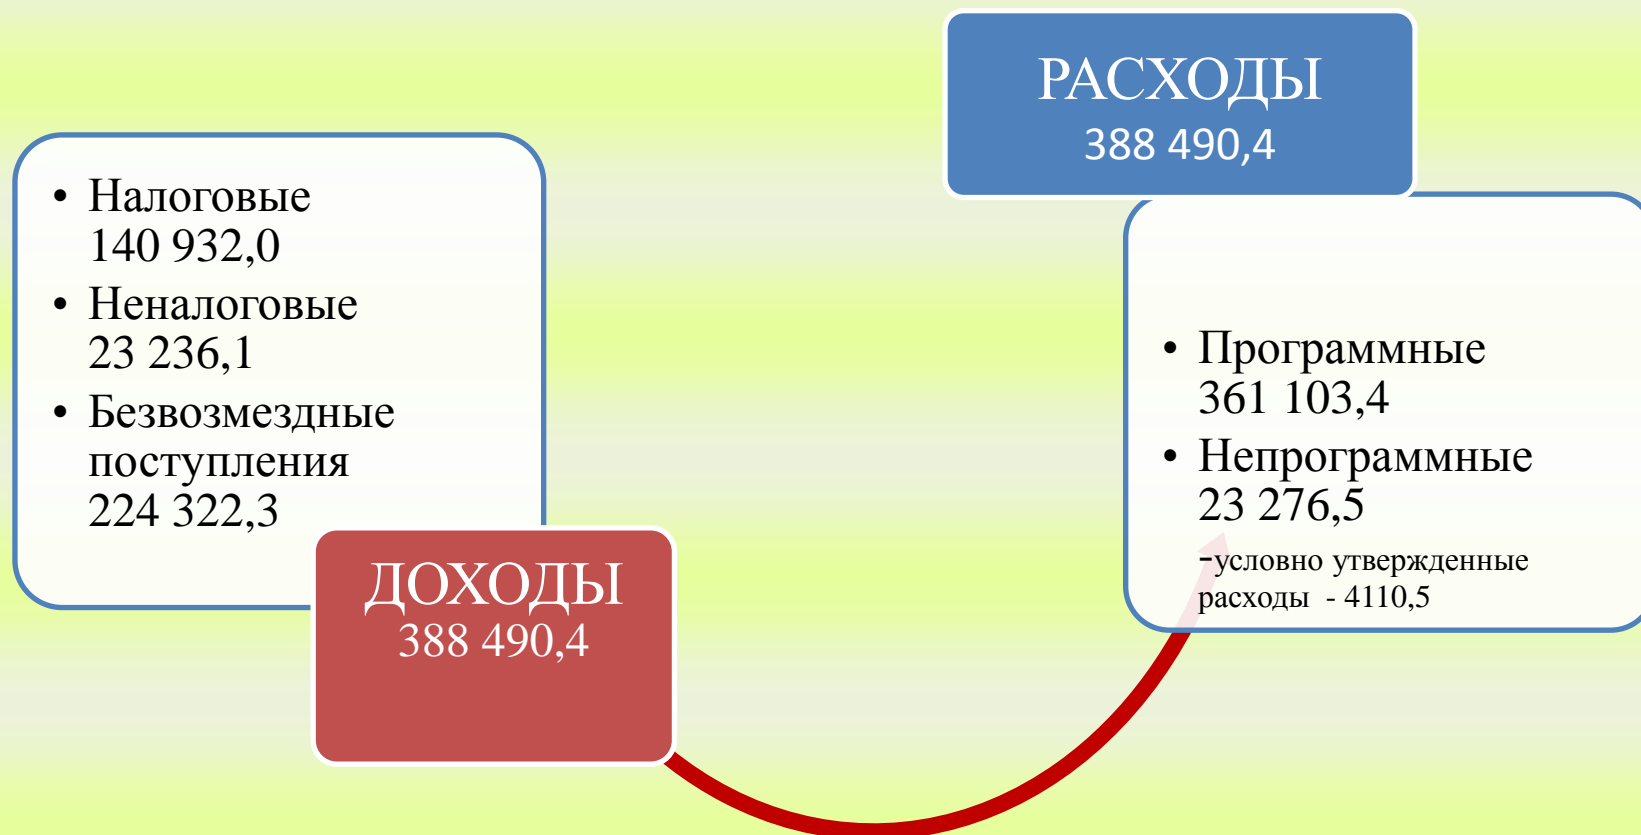 • Налоговые
140 932,0
• Неналоговые
23 236,1
• Безвозмездные
поступления
224 322,3
ДОХОДЫ
388 490,4
РАСХОДЫ
388 490,4
• Программные
361 103,4
• Непрограммные
23 276,5
-условно утвержденные
расходы - 4110,5